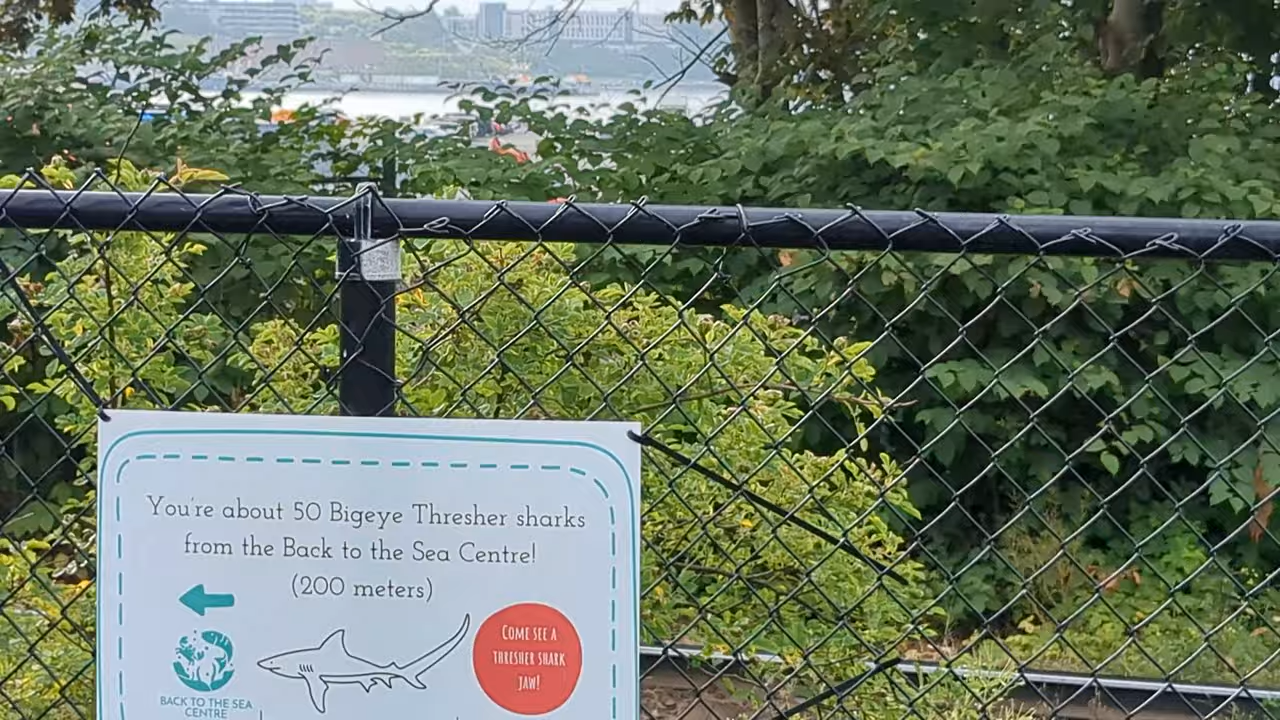 You're about 50 Bigeye Thresher sharks
from the Back to the Sea Centre!
(200 meters)
COME SEE A
THRESHER SHARK
JAW!
BACK TO THE SEA
CENTRE